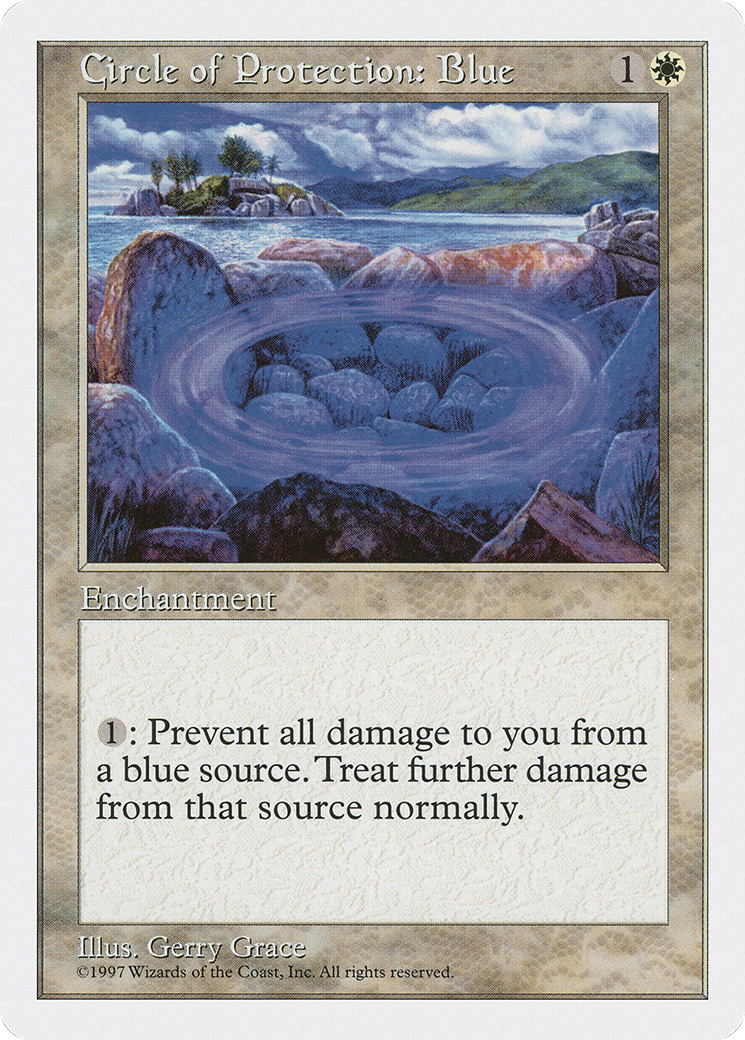 Circle of Protection: Blue 1
Enchantment
1: Prevent all damage to you from
a blue source. Treat further damage
from that source normally.
Illus. Gerry Grace
©1997 Wizards of the Coast, Inc. All rights reserved.